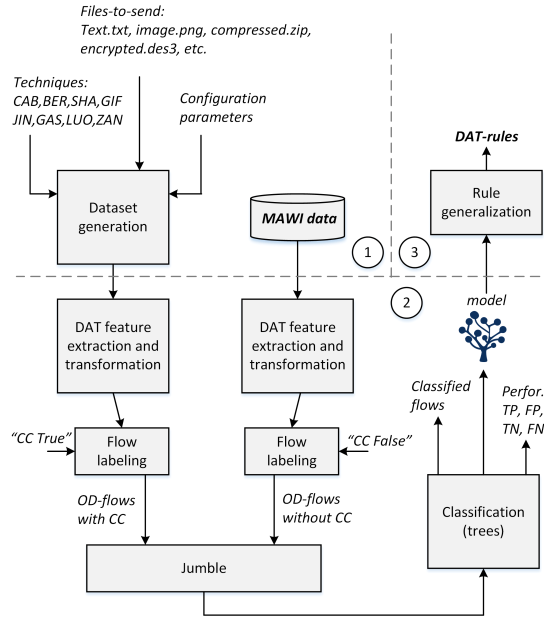 Files-to-send:
Text.txt, image.png, compressed.zip,
encrypted.des3, etc.
Techniques:
CAB,BER,SHA,GIF
JIN,GAS,LUO,ZAN
Configuration
parameters
Dataset
generation
MAWI data
1
3
DAT-rules
Rule
generalization
2
model
DAT feature
extraction and
transformation
DAT feature
extraction and
transformation
Classified
flows
Perfor.
TP, FP,
TN, FN
“CC True”
Flow
labeling
Flow
labeling
“CC False”
OD-flows
with CC
OD-flows
without CC
Classification
(trees)
Jumble